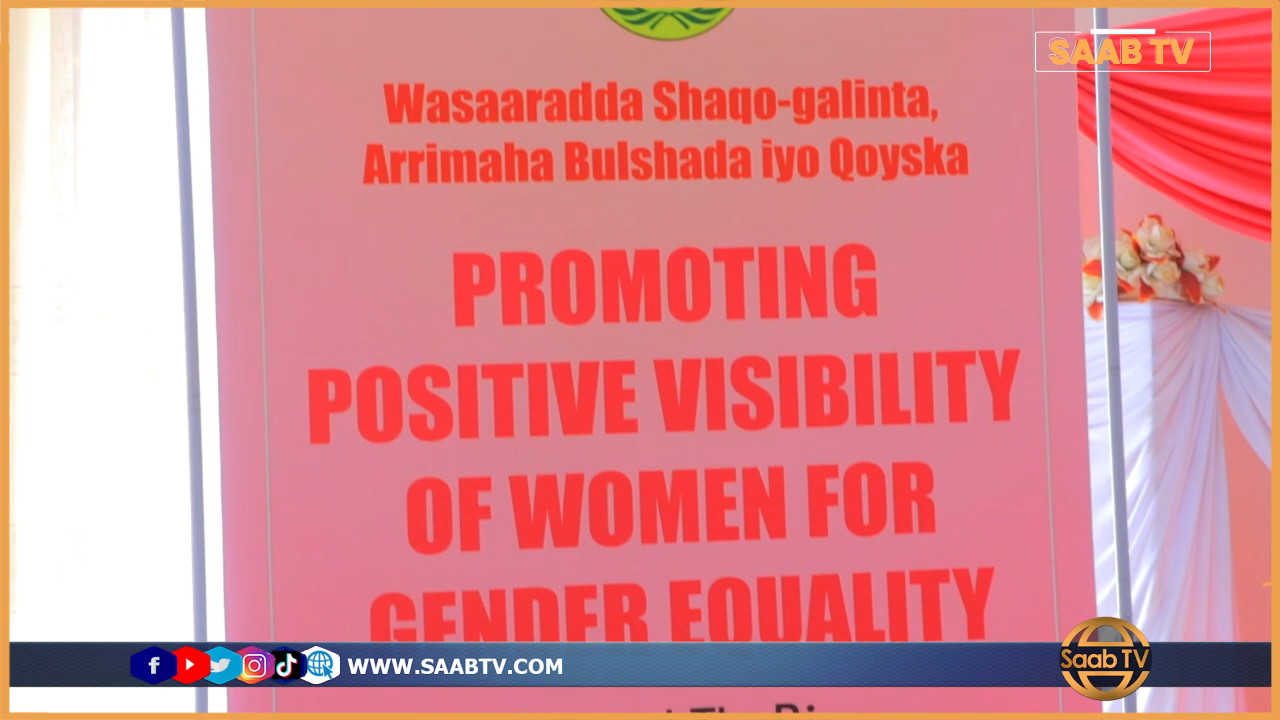 SAAB TV
Wasaaradda Shaqo-galinta,
Arrimaha Bulshada iyo Qoyska
PROMOTING
POSITIVE VISIBILITY
OF WOMEN FOR
GENDER EQUALITY
WWW.SAABTV.COM
Saab TV